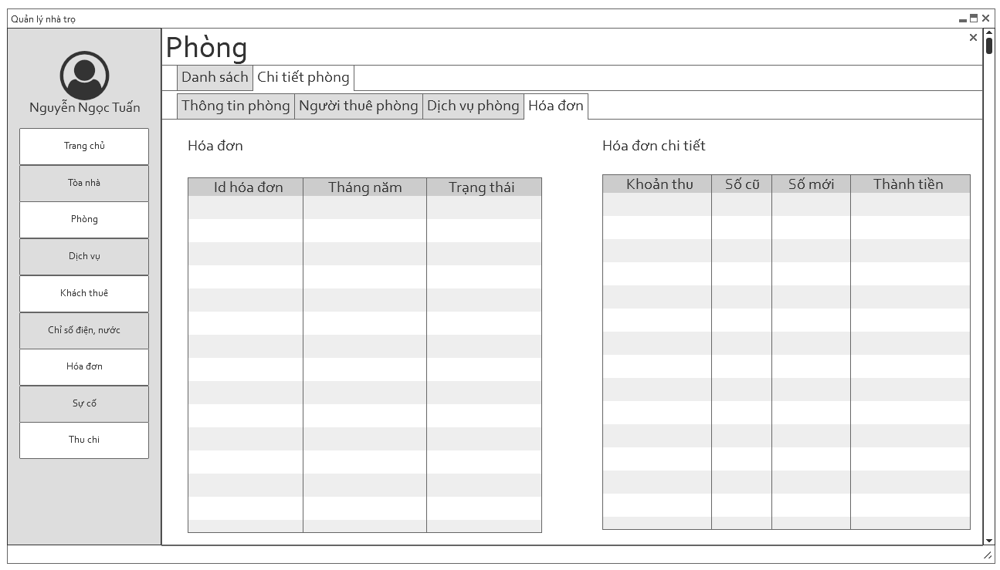 Quản lý nhà trọ
Nguyễn Ngọc Tuấn
Trang chủ
Tòa nhà
Phòng
Dịch vụ
Khách thuê
Chỉ số điện, nước
Hóa đơn
Sự cố
Thu chi
Phòng
Danh sách Chi tiết phòng
Thông tin phòng Người thuê phòng Dịch vụ phòng Hóa đơn
Hóa đơn
Id hóa đơn Tháng năm Trạng thái
Hóa đơn chi tiết
Khoản thu Số cũ Số mới Thành tiền